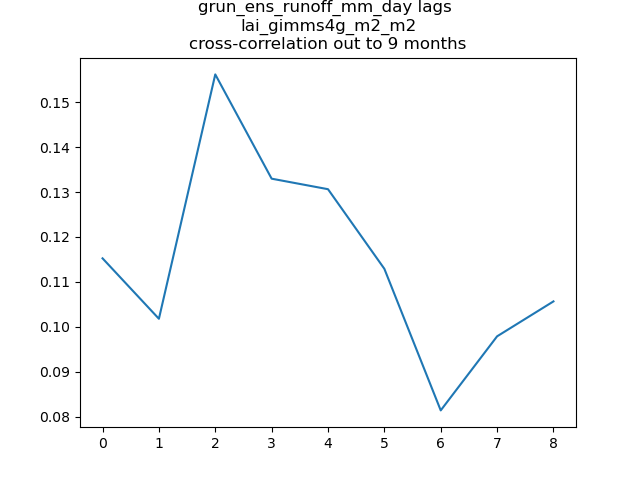 grun_ens_runoff_mm_day lags
lai_gimms4g_m2_m2
cross-correlation out to 9 months
0.15
0.14
0.13
0.12
0.11
0.10
0.09
0.08
0 1 2 3 4 5 6 7 8